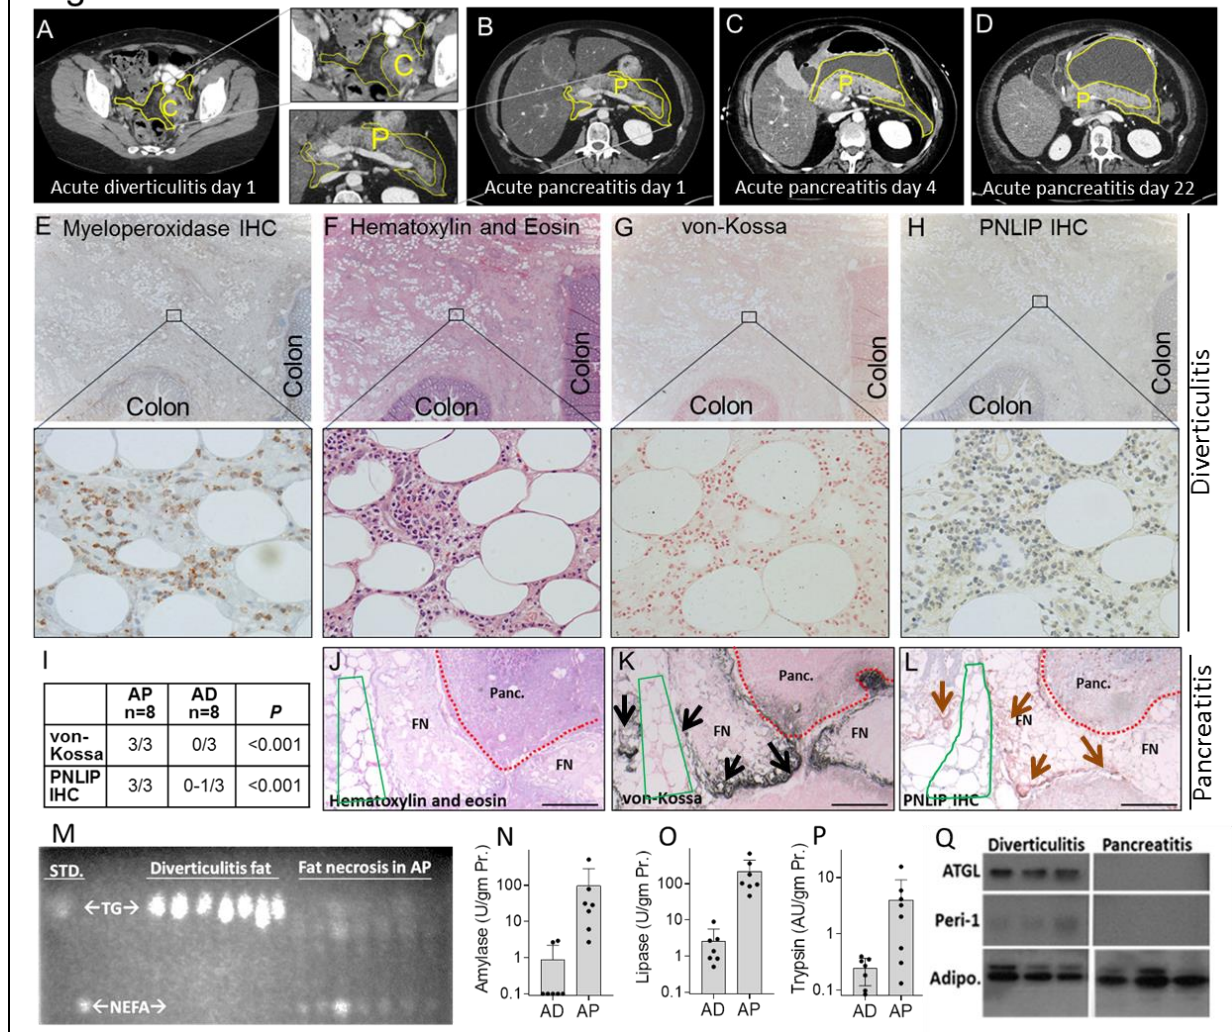 A
C
C
P
Acute diverticulitis day 1
B
P
Acute pancreatitis day 1
C
P
Acute pancreatitis day 4
D
P
Acute pancreatitis day 22
E Myeloperoxidase IHC
Colon
Colon
F Hematoxylin and Eosin
Colon
Colon
G von-Kossa
Colon
Colon
H PNLIP IHC
Colon
Colon
Diverticulitis
I
AP n=8 AD n=8 P
von-Kossa 3/3 0/3 <0.001
PNLIP IHC 3/3 0-1/3 <0.001
J
Panc.
FN
FN
Hematoxylin and eosin
K
Panc.
FN
FN
von-Kossa
L
Panc.
FN
FN
PNLIP IHC
Pancreatitis
M
STD. Diverticulitis fat Fat necrosis in AP
←TG→
←NEFA→
N
Amylase (U/gm Pr.)
100
10
1
0.1
AD AP
O
Lipase (U/gm Pr.)
100
10
1
0.1
AD AP
P
Trypsin (AU/gm Pr.)
10
1
0.1
AD AP
Q Diverticulitis Pancreatitis
ATGL
Peri-1
Adipo.